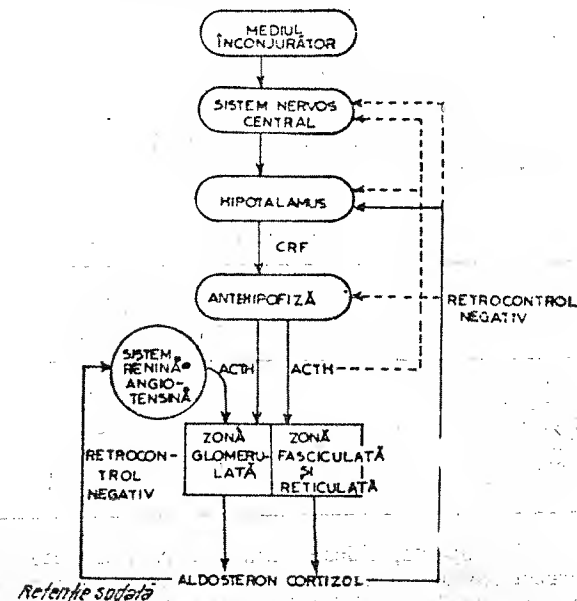 MEDIUL
ÎNCONJURĂTOR
SISTEM NERVOS
CENTRAL
HIPOTALAMUS
CRF
ANTEHIPOFIZĂ
RETROCONTROL
NEGATIV
SISTEM
RENINĂ
ANGIO-
TENSINĂ
ACTH
ACTH
ZONĂ
GLOMERU-
LATĂ
ZONĂ
FASCICULATĂ
ȘI
RETICULATĂ
RETROCON-
TROL
NEGATIV
ALDOSTERON CORTIZOL
Retenție sodată